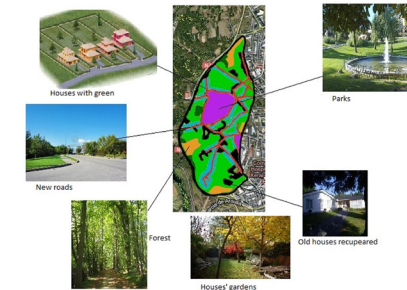 Houses with green
Parks
New roads
Forest
Old houses recupeared
Houses' gardens